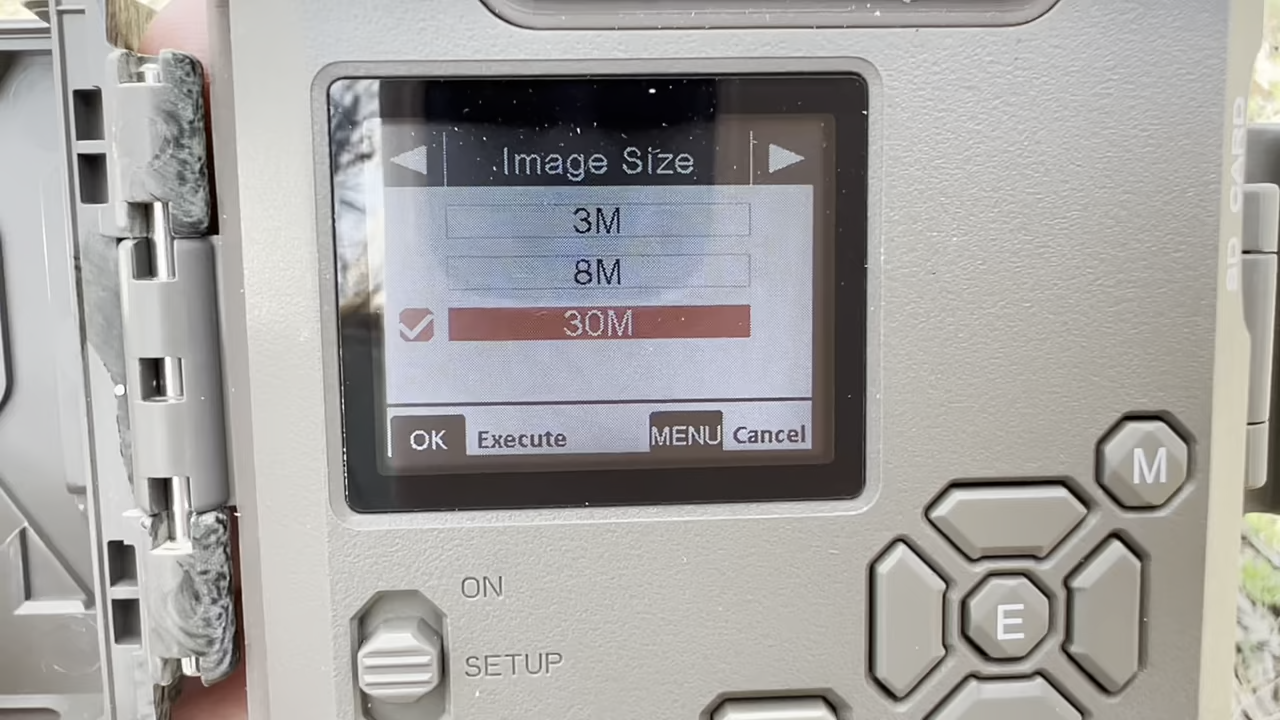 Image Size
3M
8M
30M
OK Execute MENU Cancel
M
ON
E
SETUP
SD CARD